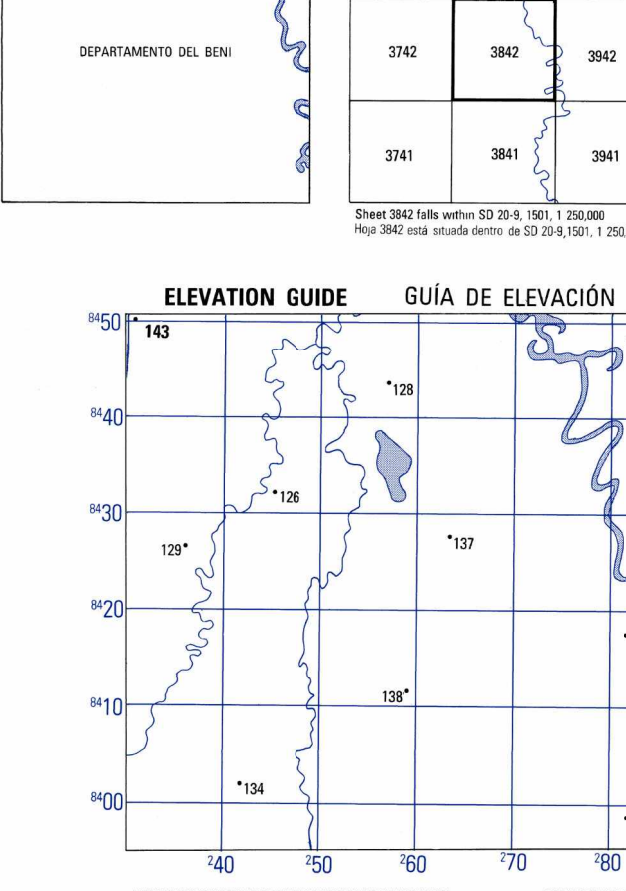 DEPARTAMENTO DEL BENI
3742 3842 3942
3741 3841 3941
Sheet 3842 falls within SD 20-9, 1501, 1 250,000
Hoja 3842 está situada dentro de SD 20-9,1501, 1 250,
ELEVATION GUIDE GUÍA DE ELEVACIÓN
8450
143
128
8440
126
8430
129
137
8420
138
8410
134
8400
240 250 260 270 280